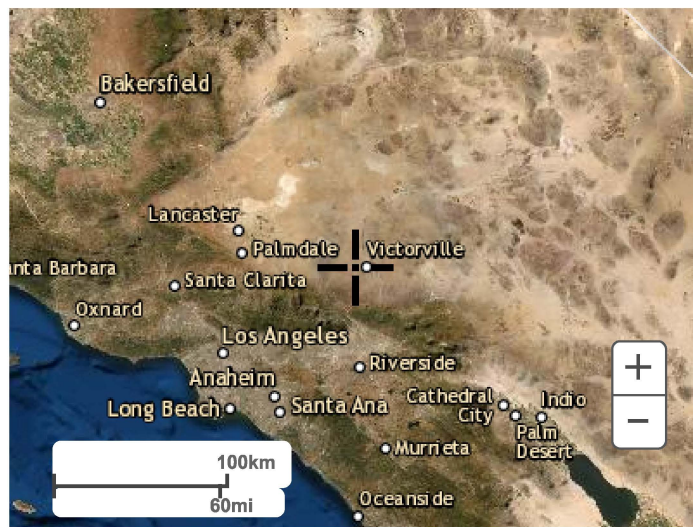 Bakersfield
Lancaster
Palmdale
Victorville
nta Barbara
Santa Clarita
Oxnard
Los Angeles
Riverside
Anaheim
Cathedral
City
Indio
Long Beach
Santa Ana
Palm
Desert
Murrieta
100km
60mi
Oceanside
+
−